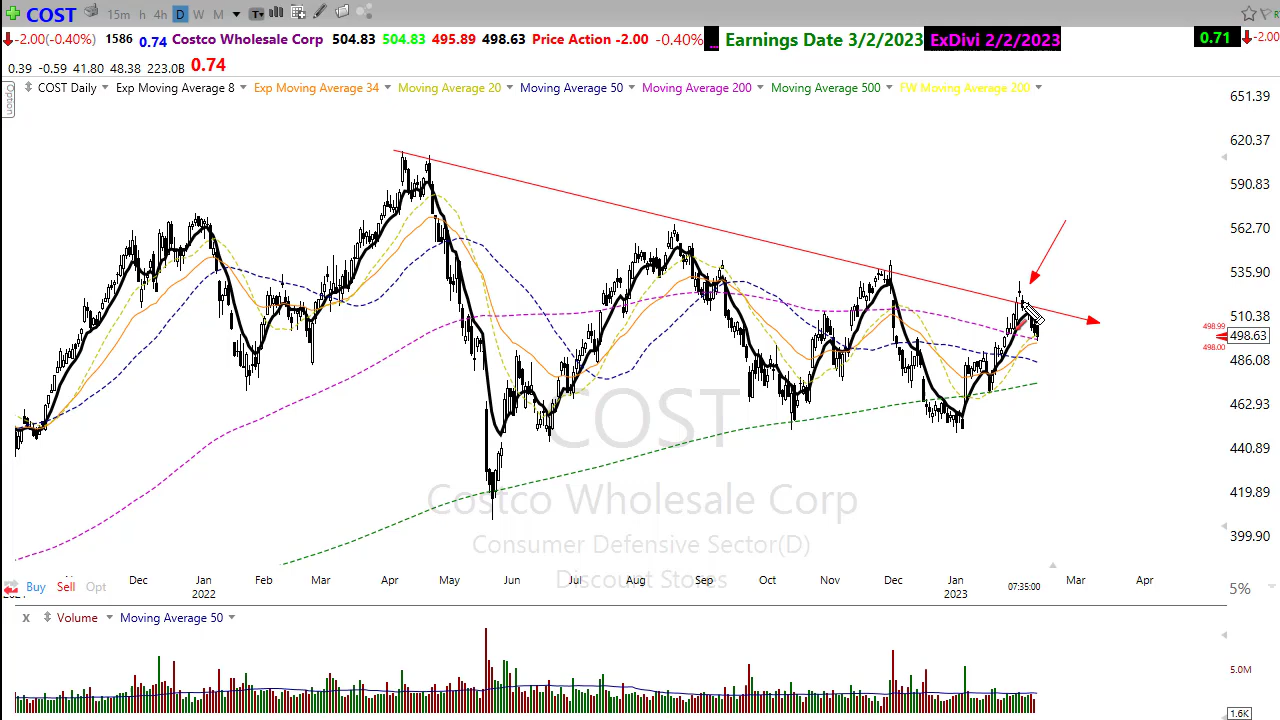 COST 15m h 4h D W M T
-2.00(-0.40%) 1586 0.74 Costco Wholesale Corp 504.83 504.83 495.89 498.63 Price Action -2.00 -0.40% Earnings Date 3/2/2023 ExDivi 2/2/2023 0.71 -2.00
0.39 -0.59 41.80 48.38 223.0B 0.74
Option
COST Daily Exp Moving Average 8 Exp Moving Average 34 Moving Average 20 Moving Average 50 Moving Average 200 Moving Average 500 FW Moving Average 200
651.39
620.37
590.83
562.70
535.90
510.38
498.99
498.63
498.00
486.08
462.93
440.89
419.89
399.90
COST
Costco Wholesale Corp
Consumer Defensive Sector(D)
Discount Stores
Dec Jan Feb Mar Apr May Jun Jul Aug Sep Oct Nov Dec Jan Mar Apr
2022 2023 07:35:00
Buy Sell Opt
5%
x Volume Moving Average 50
5.0M
1.6K